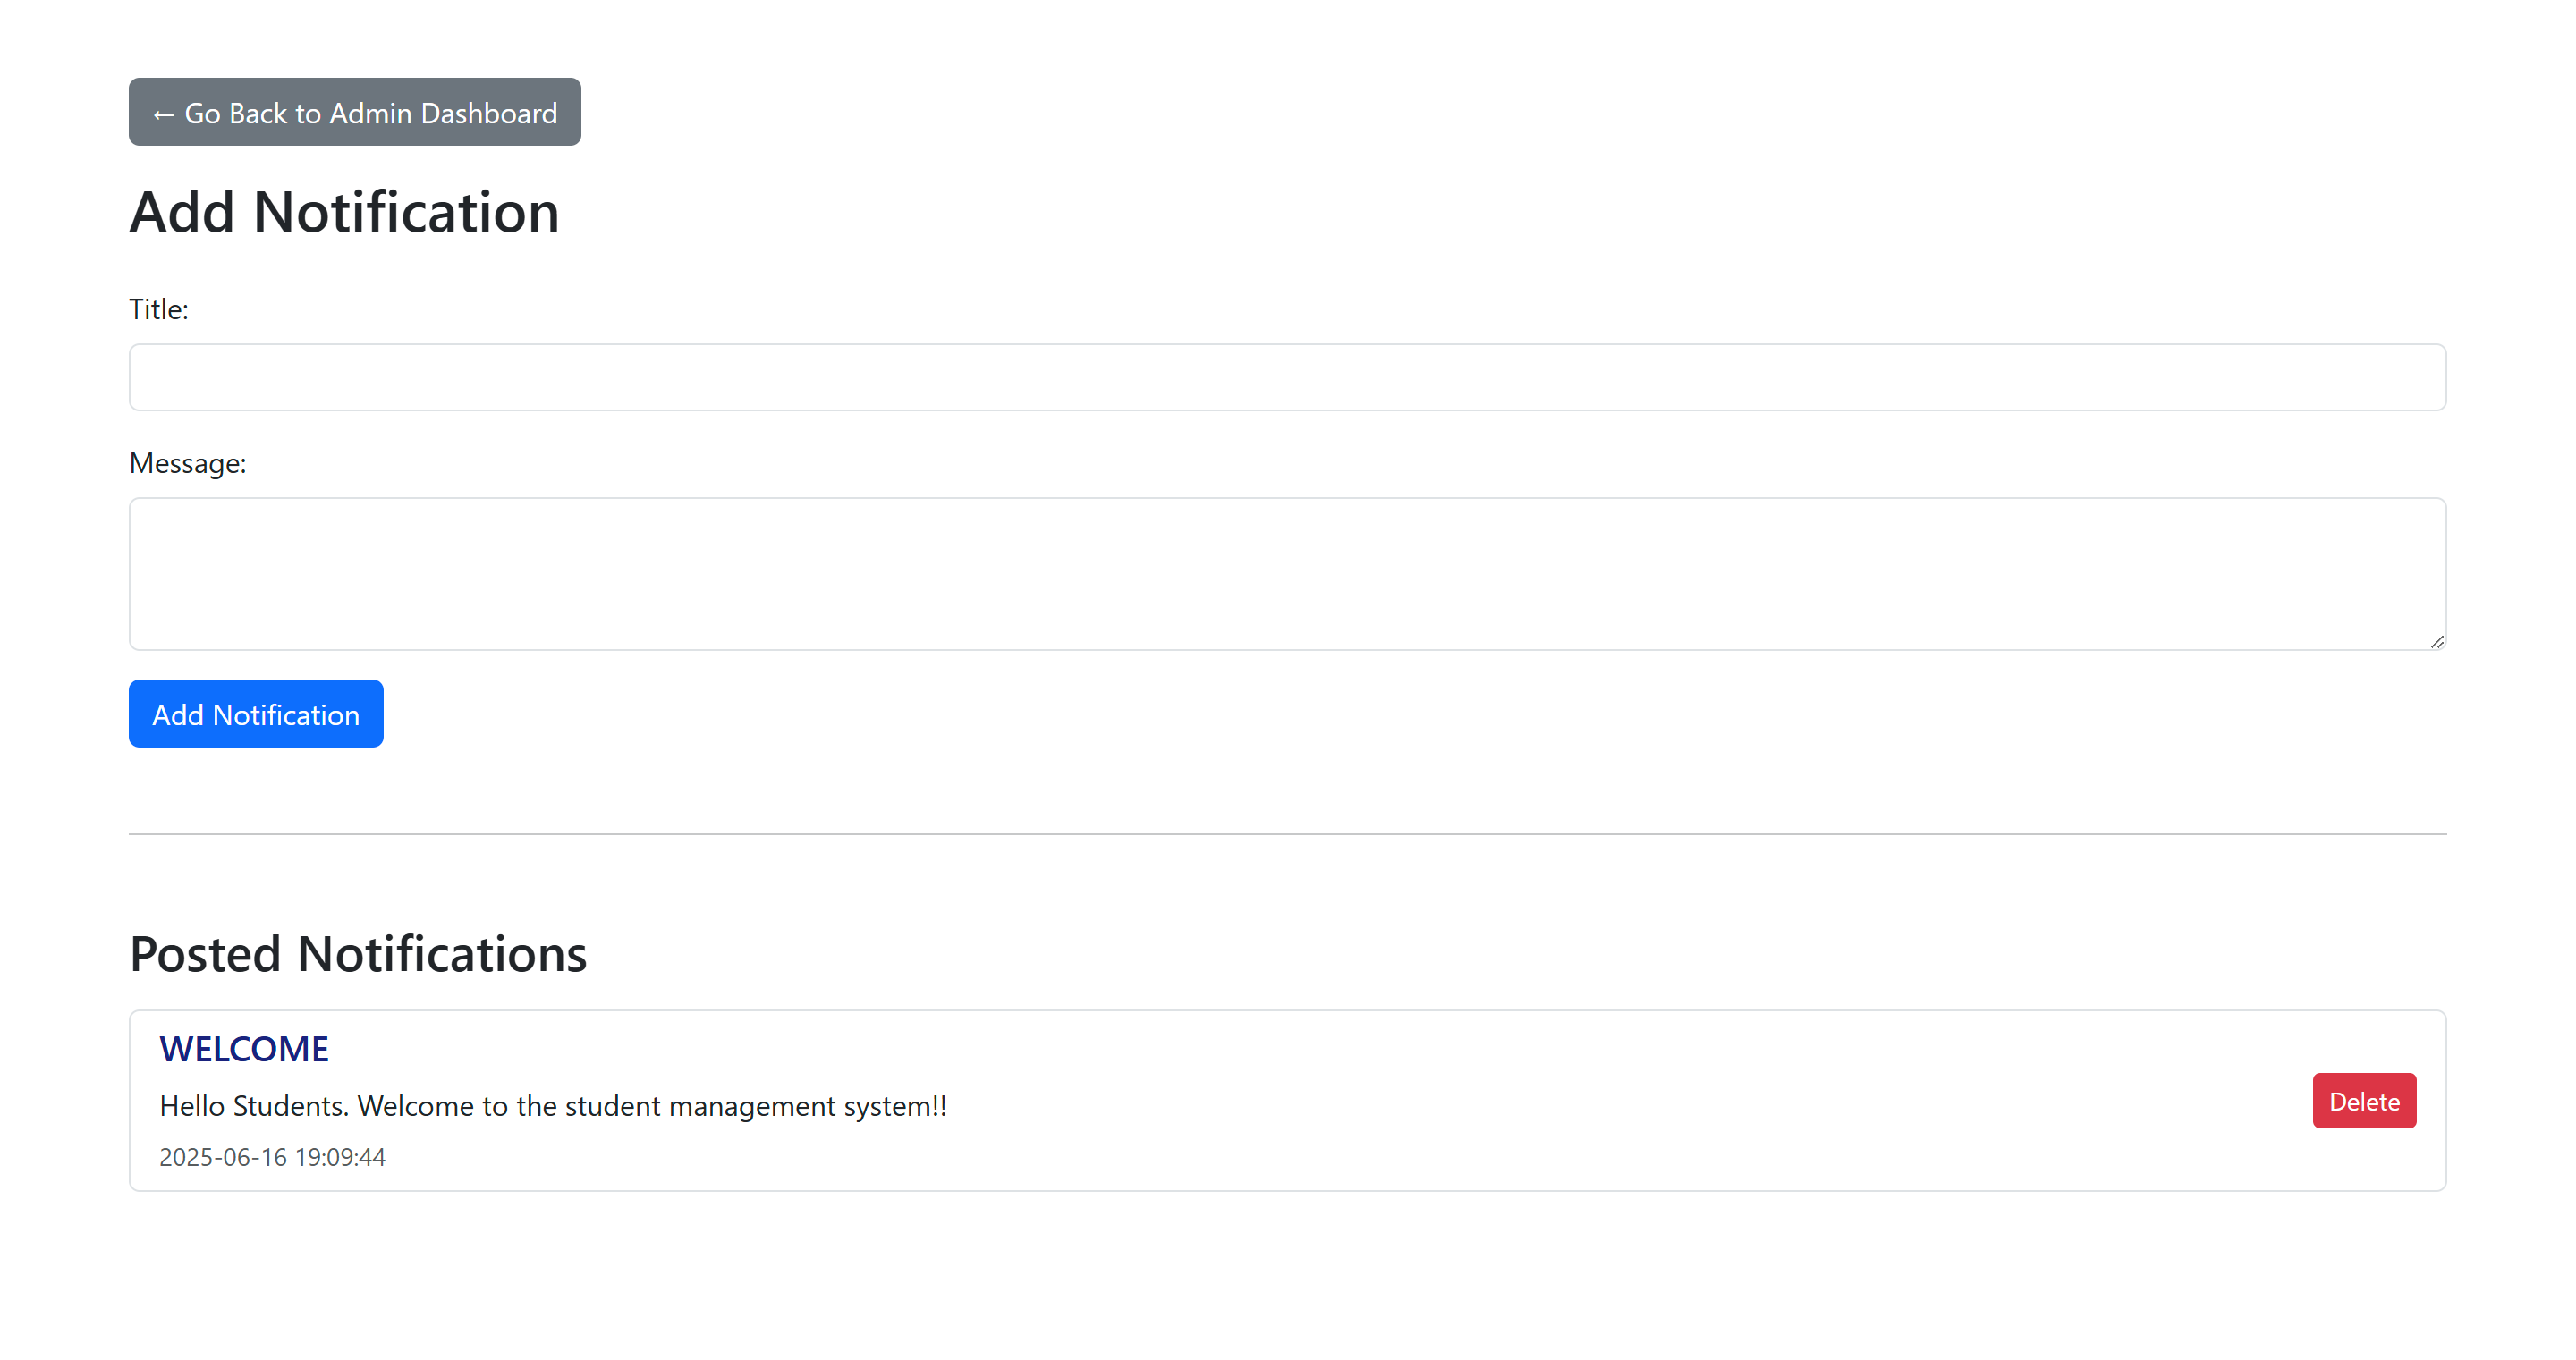 ← Go Back to Admin Dashboard
Add Notification
Title:
Message:
Add Notification
Posted Notifications
WELCOME
Hello Students. Welcome to the student management system!!
Delete
2025-06-16 19:09:44